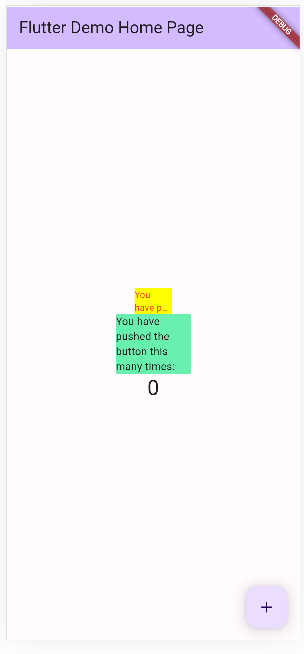 Flutter Demo Home Page
DEBUG
You
have p...
You have
pushed the
button this
many times:
0
+